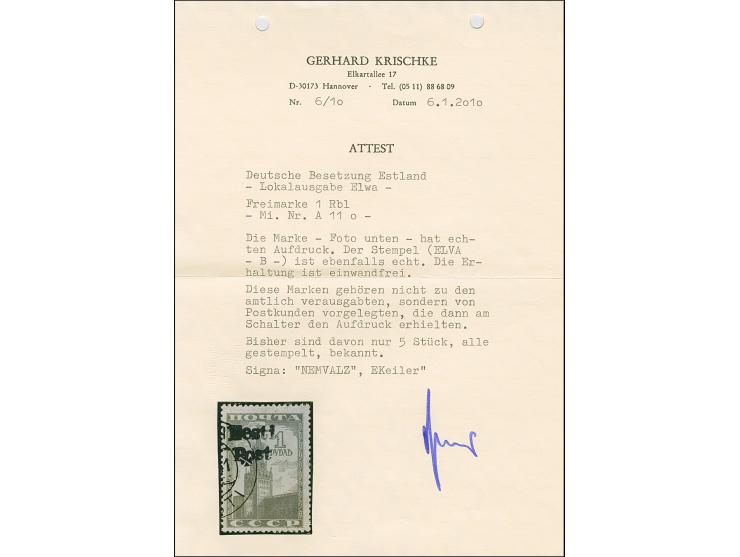 GERHARD KRISCHKE
Elkartallee 17
D-30173 Hannover · Tel. (05 11) 88 68 09
Nr. 6/1o Datum 6.1.2o1o
ATTEST
Deutsche Besetzung Estland
- Lokalausgabe Elwa -
Freimarke 1 Rbl
- Mi. Nr. A 11 o -
Die Marke - Foto unten - hat ech-
ten Aufdruck. Der Stempel (ELVA
- B -) ist ebenfalls echt. Die Er-
haltung ist einwandfrei.
Diese Marken gehören nicht zu den
amtlich verausgabten, sondern von
Postkunden vorgelegten, die dann am
Schalter den Aufdruck erhielten.
Bisher sind davon nur 5 Stück, alle
gestempelt, bekannt.
Signa: "NEMVALZ", EKeiler"
ПОЧТА
Eesti 1
Post
СССР